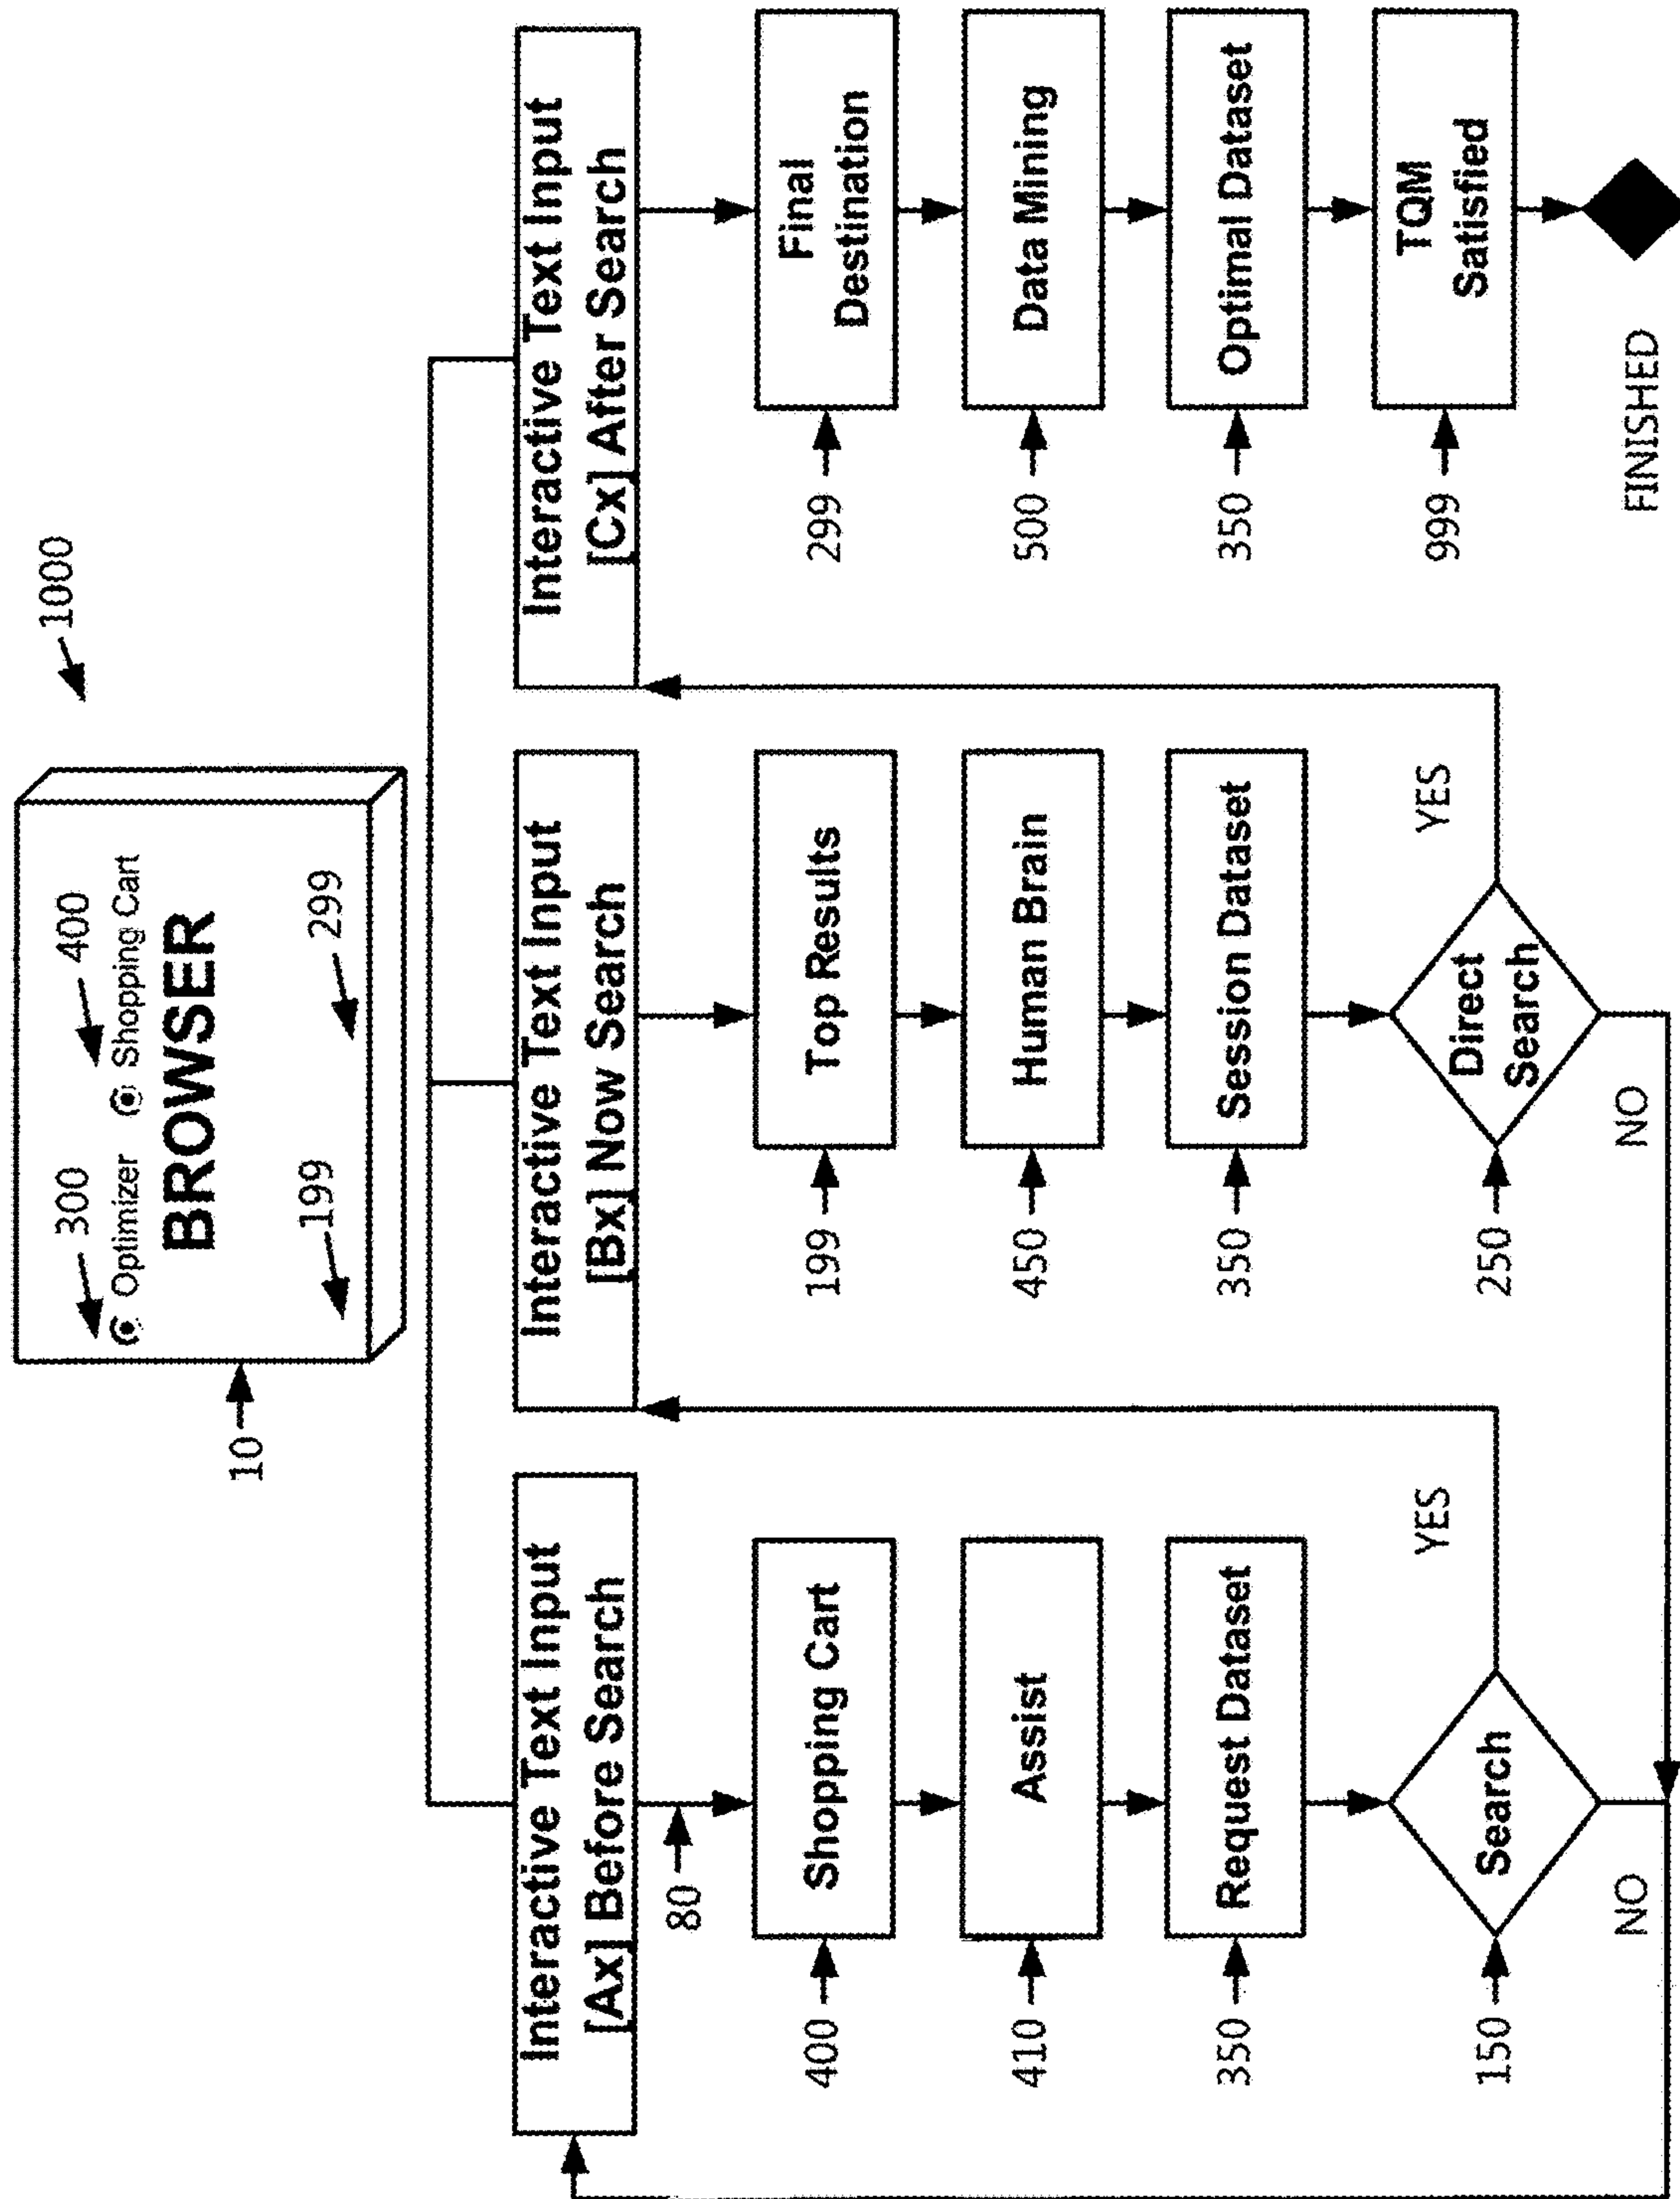 1000
300
400
Optimizer
Shopping Cart
BROWSER
10
199
299
Interactive Text Input
[Ax] Before Search
80
400
Shopping Cart
410
Assist
350
Request Dataset
150
Search
YES
NO
Interactive Text Input
[Bx] Now Search
199
Top Results
450
Human Brain
350
Session Dataset
250
Direct
Search
YES
NO
Interactive Text Input
[Cx] After Search
299
Final
Destination
500
Data Mining
350
Optimal Dataset
999
TQM
Satisfied
FINISHED